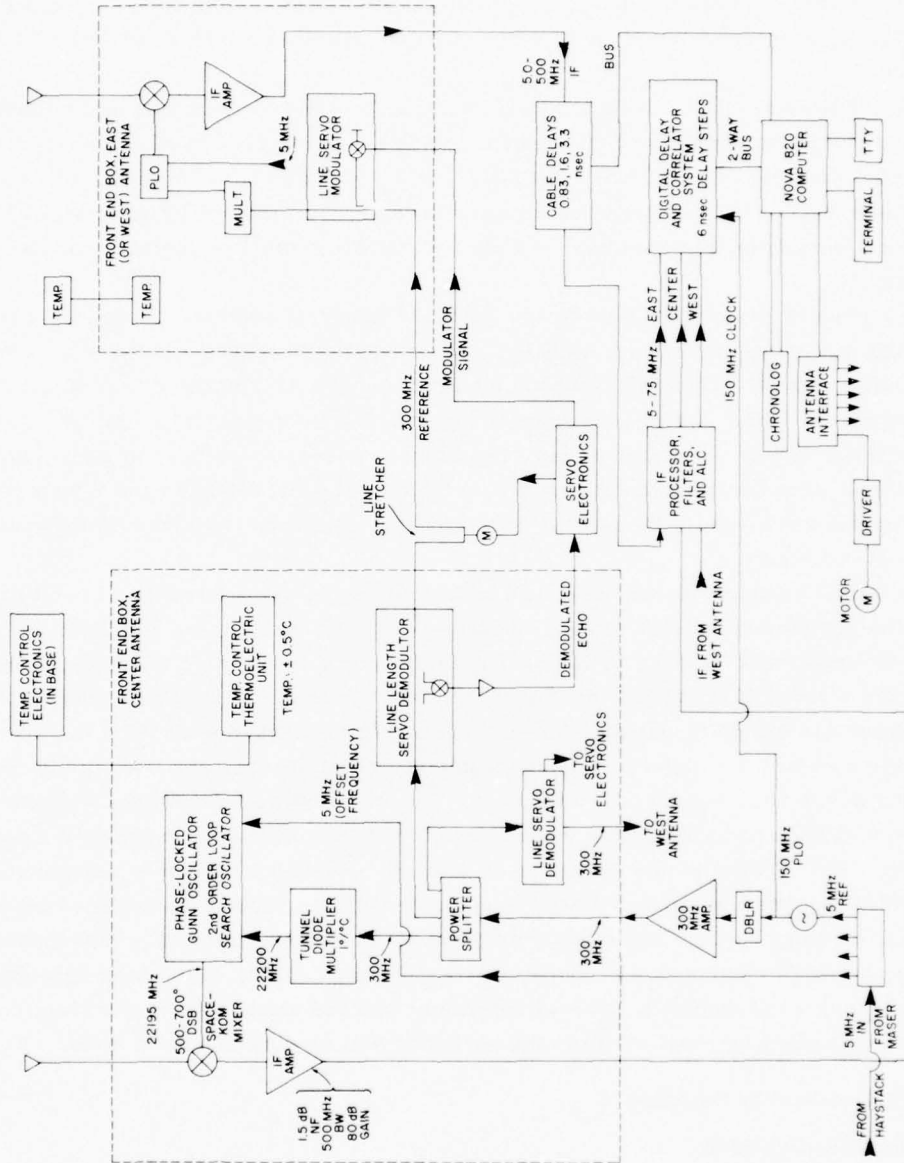 FRONT END BOX, EAST
(OR WEST) ANTENNA
TEMP.
TEMP.
PLO
IF
AMP
MULT
5 MHz
LINE SERVO
MODULATOR
50-
500
MHz
IF
CABLE DELAYS
0.83, 1.6, 3.3
nsec
BUS
DIGITAL DELAY
AND CORRELATOR
SYSTEM
6 nsec DELAY STEPS
2-WAY
BUS
NOVA 820
COMPUTER
TTY
TERMINAL
300 MHz
REFERENCE
MODULATOR
SIGNAL
LINE
STRETCHER
M
SERVO
ELECTRONICS
5-75 MHz
EAST
CENTER
WEST
150 MHz CLOCK
IF
PROCESSOR,
FILTERS,
AND ALC
CHRONOLOG
ANTENNA
INTERFACE
DRIVER
MOTOR
M
IF FROM
WEST ANTENNA
TEMP CONTROL
ELECTRONICS
(IN BASE)
FRONT END BOX,
CENTER ANTENNA
TEMP. CONTROL
THERMOELECTRIC
UNIT
TEMP. ± 0.5°C
LINE LENGTH
SERVO DEMODULTOR
DEMODULATED
ECHO
PHASE-LOCKED
GUNN OSCILLATOR
2nd ORDER LOOP
SEARCH OSCILLATOR
5 MHz
(OFFSET
FREQUENCY)
22195 MHz
500-700°
DSB
SPACE-
KOM
MIXER
IF
AMP
1.5 dB
NF
500 MHz
BW
80 dB
GAIN
22200
MHz
TUNNEL
DIODE
MULTIPLIER
1°/°C
300
MHz
POWER
SPLITTER
LINE SERVO
DEMODULATOR
TO
SERVO
ELECTRONICS
300
MHz
TO
WEST
ANTENNA
300
MHz
300 MHz
AMP
DBLR
150 MHz
PLO
~
5 MHz
REF
5 MHz
IN
FROM
MASER
FROM
HAYSTACK